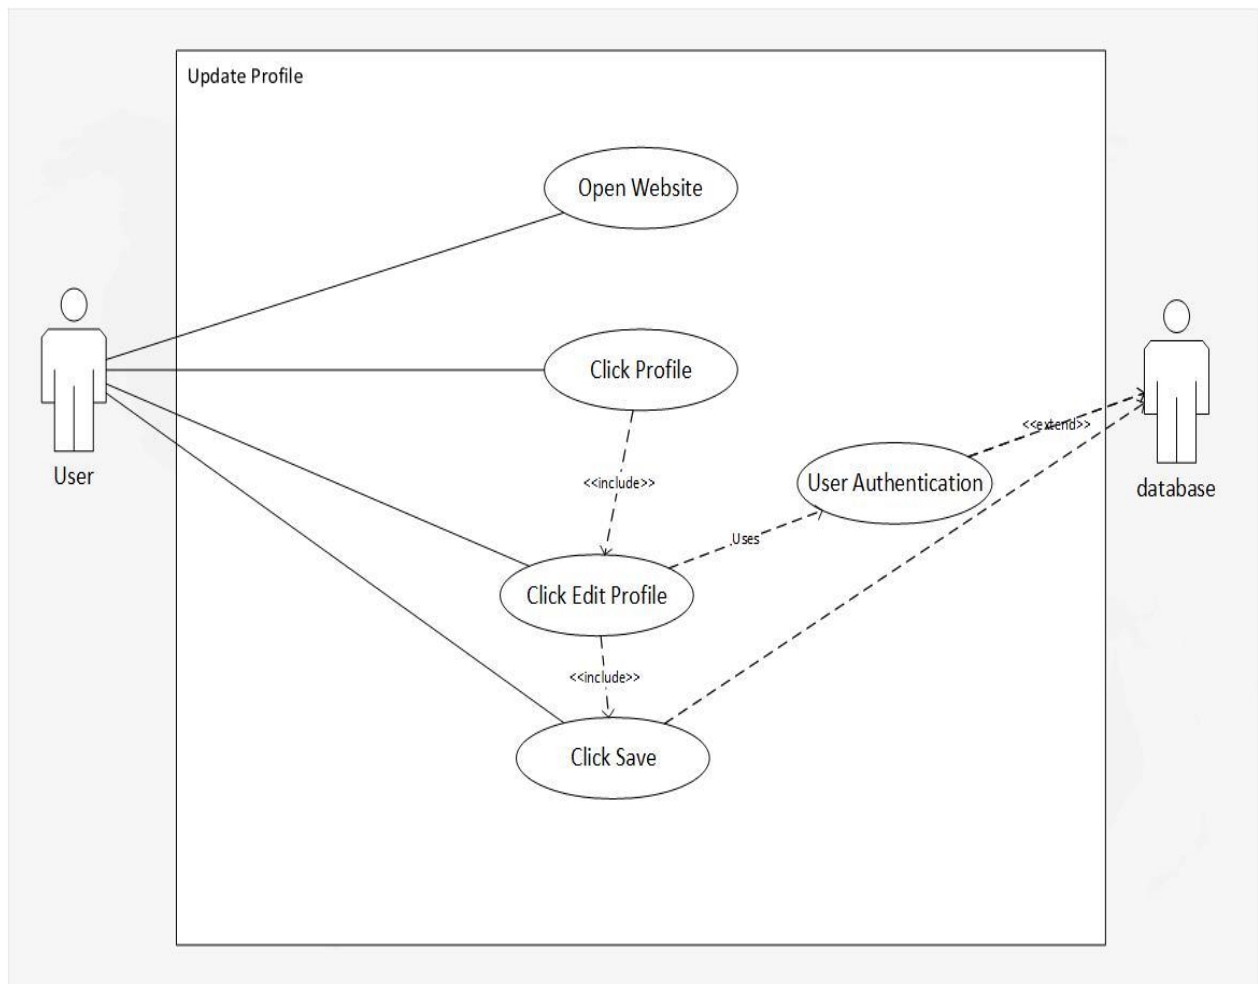 Update Profile
Open Website
Click Profile
<<extend>>
User
<<include>>
User Authentication
database
.Uses
Click Edit Profile
<<include>>
Click Save